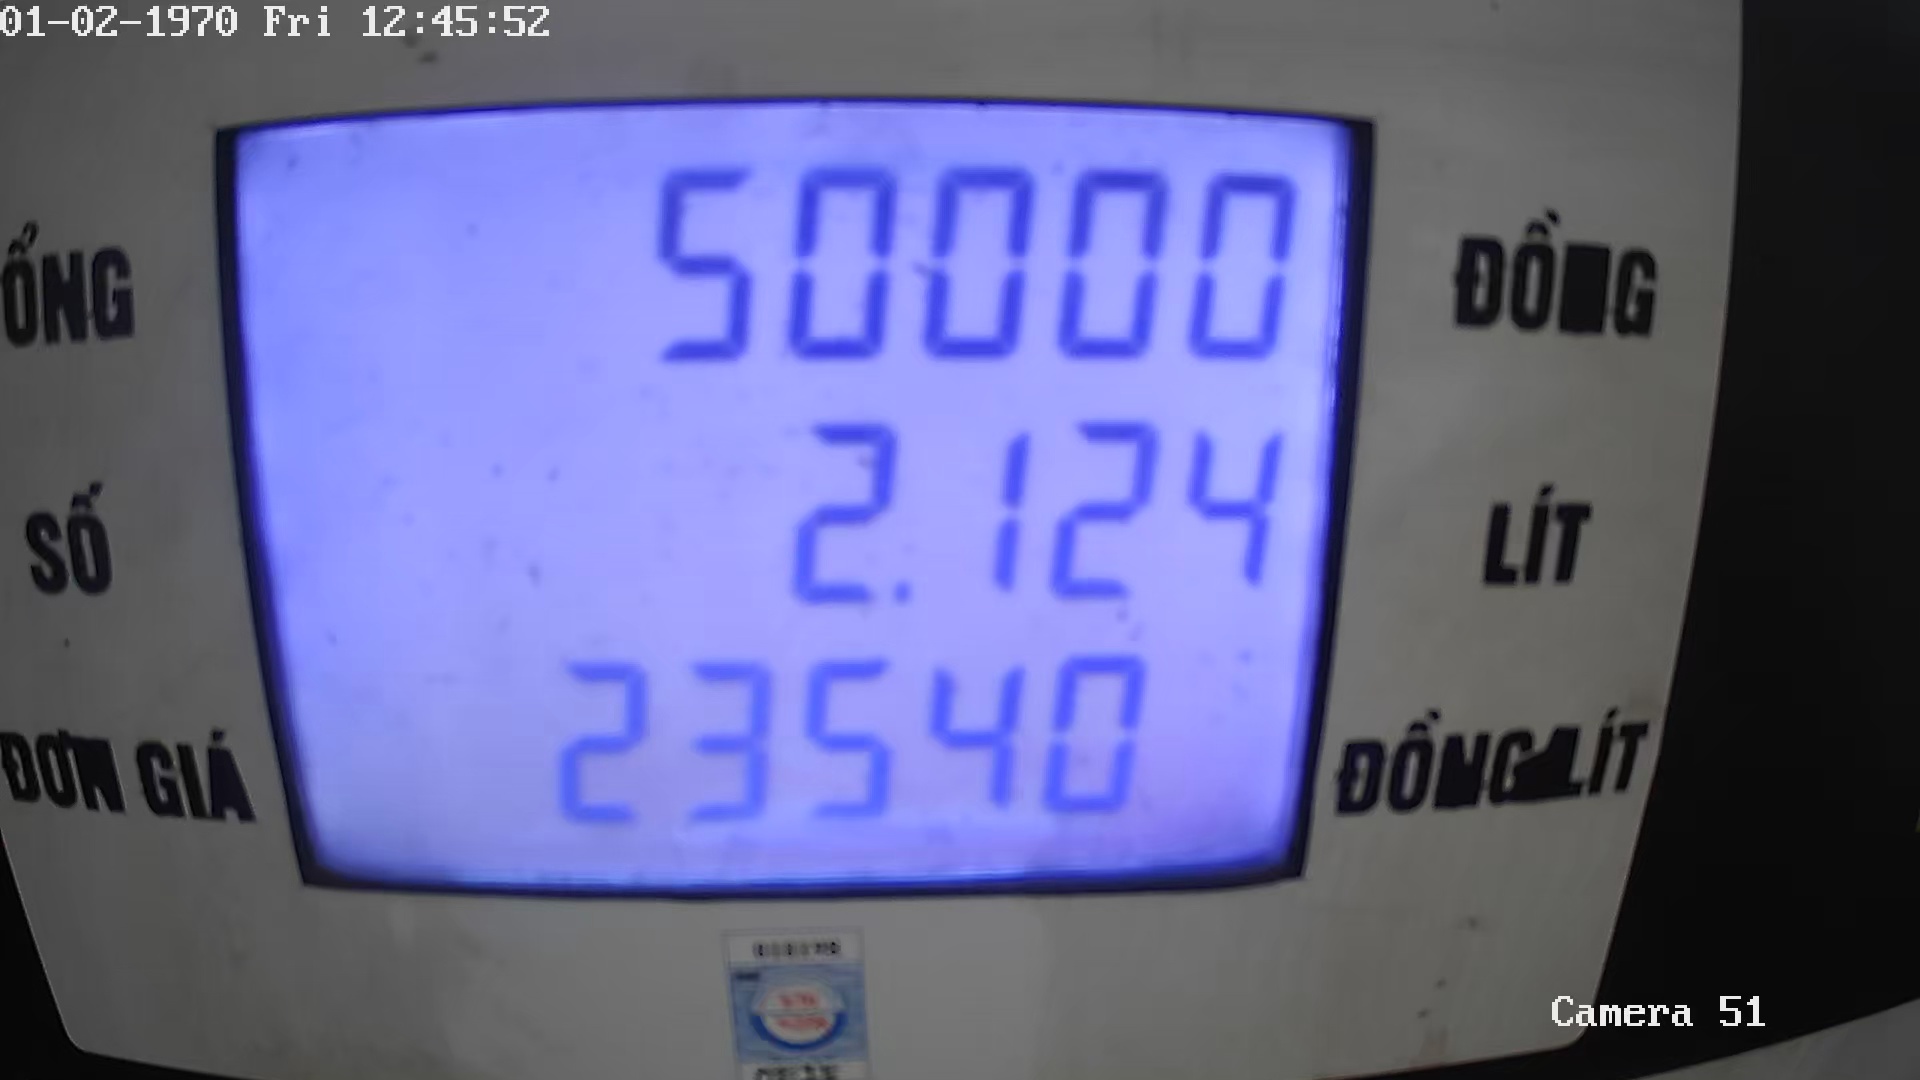 01-02-1970 Fri 12:45:52
ỔNG 50000 ĐỒNG
SỐ 2.124 LÍT
ĐƠN GIÁ 23540 ĐỒNG/LÍT
Camera 51